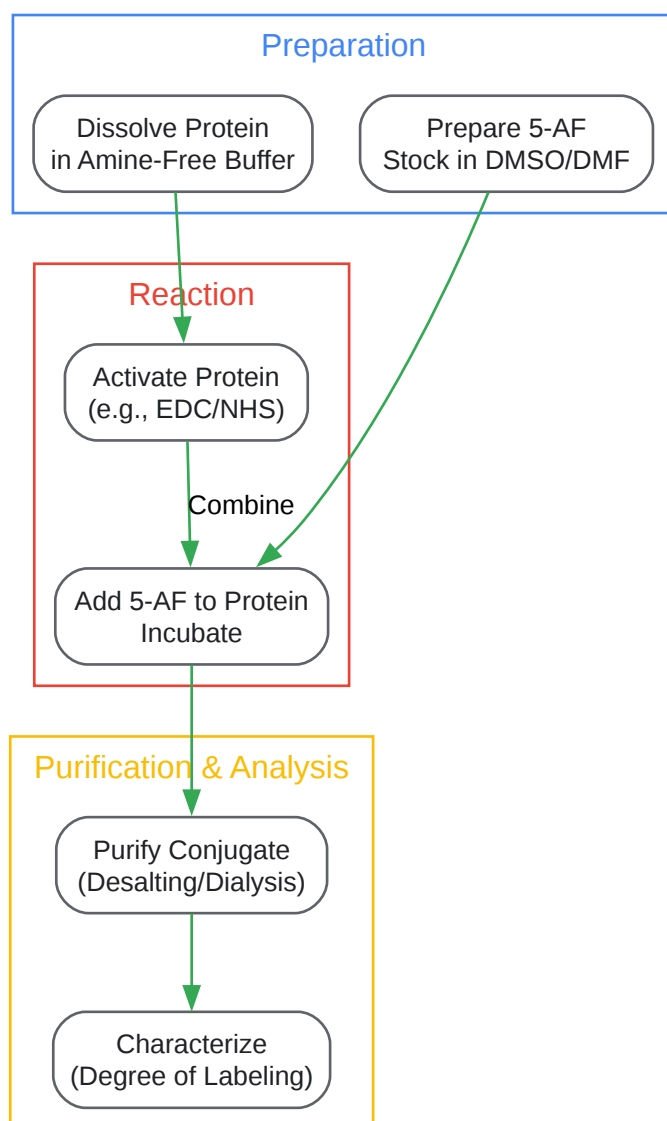 Preparation
Dissolve Protein
in Amine-Free Buffer
Prepare 5-AF
Stock in DMSO/DMF
Reaction
Activate Protein
(e.g., EDC/NHS)
Combine
Add 5-AF to Protein
Incubate
Purification & Analysis
Purify Conjugate
(Desalting/Dialysis)
Characterize
(Degree of Labeling)